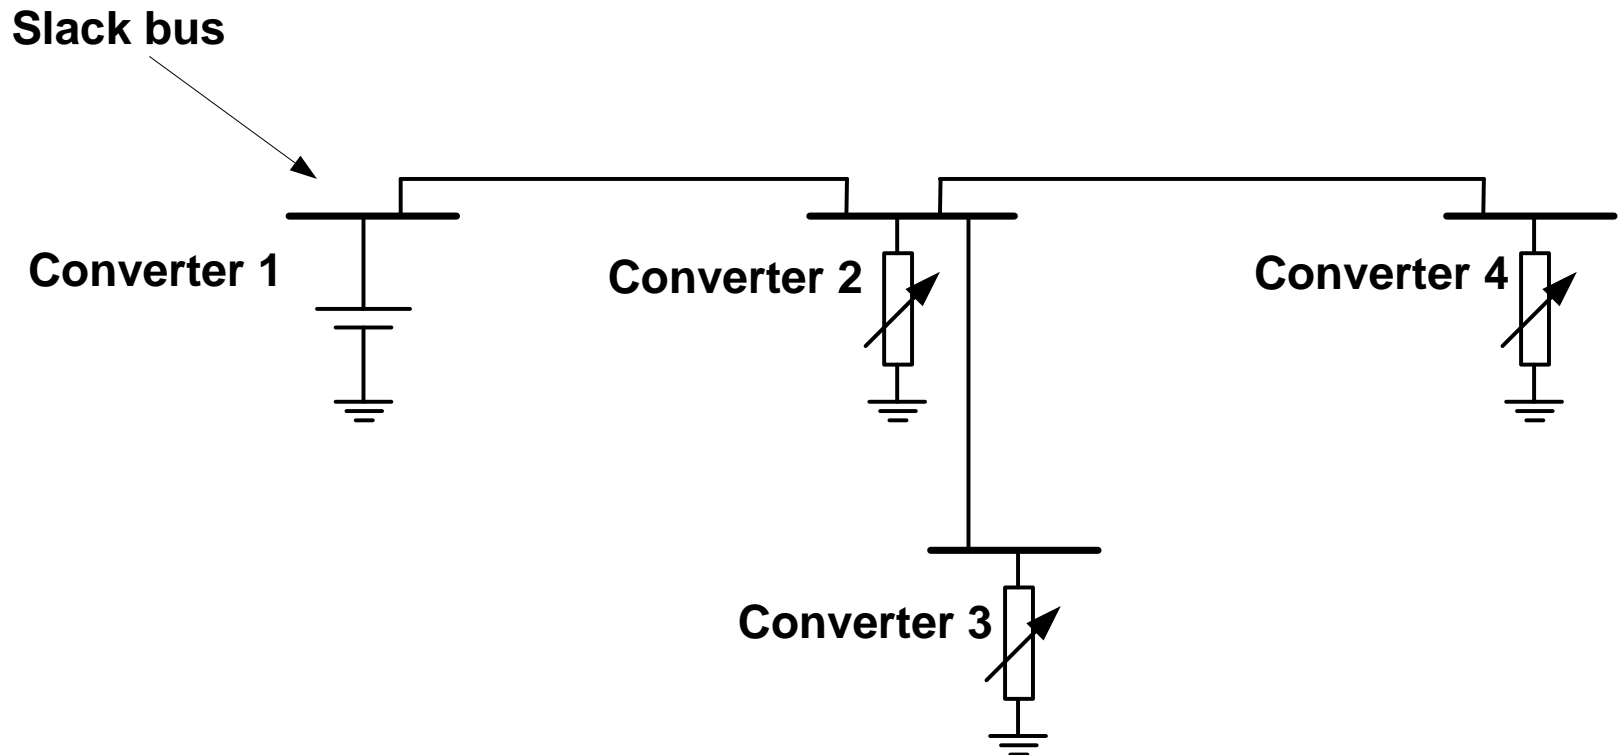 Slack bus
Converter 1
Converter 2
Converter 4
Converter 3